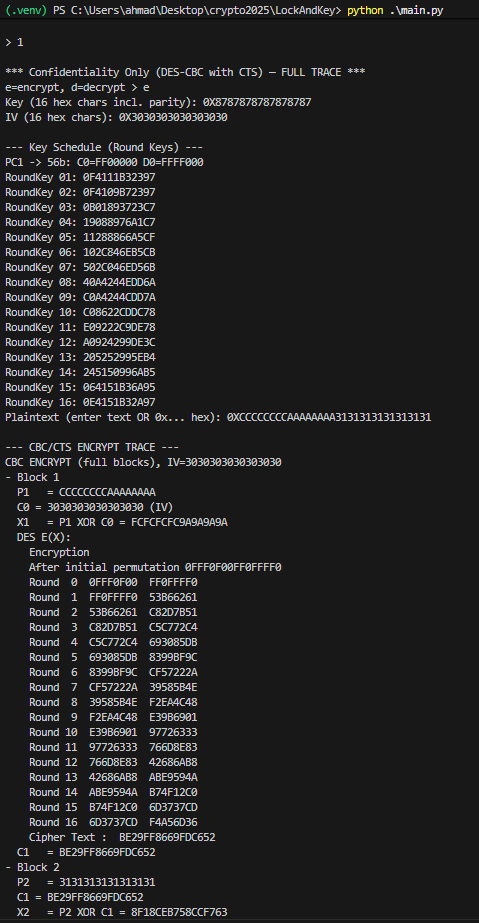 (.venv) PS C:\Users\ahmad\Desktop\crypto2025\LockAndKey> python .\main.py
> 1
*** Confidentiality Only (DES-CBC with CTS) — FULL TRACE ***
e=encrypt, d=decrypt > e
Key (16 hex chars incl. parity): 0X8787878787878787
IV (16 hex chars): 0X3030303030303030
--- Key Schedule (Round Keys) ---
PC1 -> 56b: C0=FF00000 D0=FFFF000
RoundKey 01: 0F4111B32397
RoundKey 02: 0F4109B72397
RoundKey 03: 0B01893723C7
RoundKey 04: 19088976A1C7
RoundKey 05: 11288866A5CF
RoundKey 06: 102C846EB5CB
RoundKey 07: 502C046ED56B
RoundKey 08: 40A4244EDD6A
RoundKey 09: C0A4244CDD7A
RoundKey 10: C08622CDDC78
RoundKey 11: E09222C9DE78
RoundKey 12: A0924299DE3C
RoundKey 13: 205252995EB4
RoundKey 14: 245150996AB5
RoundKey 15: 064151B36A95
RoundKey 16: 0E4151B32A97
Plaintext (enter text OR 0x... hex): 0XCCCCCCCCAAAAAAAA3131313131313131
--- CBC/CTS ENCRYPT TRACE ---
CBC ENCRYPT (full blocks), IV=3030303030303030
- Block 1
P1   = CCCCCCCCAAAAAAAA
C0 = 3030303030303030 (IV)
X1   = P1 XOR C0 = FCFCFCFC9A9A9A9A
DES E(X):
Encryption
After initial permutation 0FFF0F00FF0FFFF0
Round  0  0FFF0F00  FF0FFFF0
Round  1  FF0FFFF0  53B66261
Round  2  53B66261  C82D7B51
Round  3  C82D7B51  C5C772C4
Round  4  C5C772C4  693085DB
Round  5  693085DB  8399BF9C
Round  6  8399BF9C  CF57222A
Round  7  CF57222A  39585B4E
Round  8  39585B4E  F2EA4C48
Round  9  F2EA4C48  E39B6901
Round 10  E39B6901  97726333
Round 11  97726333  766D8E83
Round 12  766D8E83  42686AB8
Round 13  42686AB8  ABE9594A
Round 14  ABE9594A  B74F12C0
Round 15  B74F12C0  6D3737CD
Round 16  6D3737CD  F4A56D36
Cipher Text :  BE29FF8669FDC652
C1   = BE29FF8669FDC652
- Block 2
P2   = 3131313131313131
C1 = BE29FF8669FDC652
X2   = P2 XOR C1 = 8F18CEB758CCF763